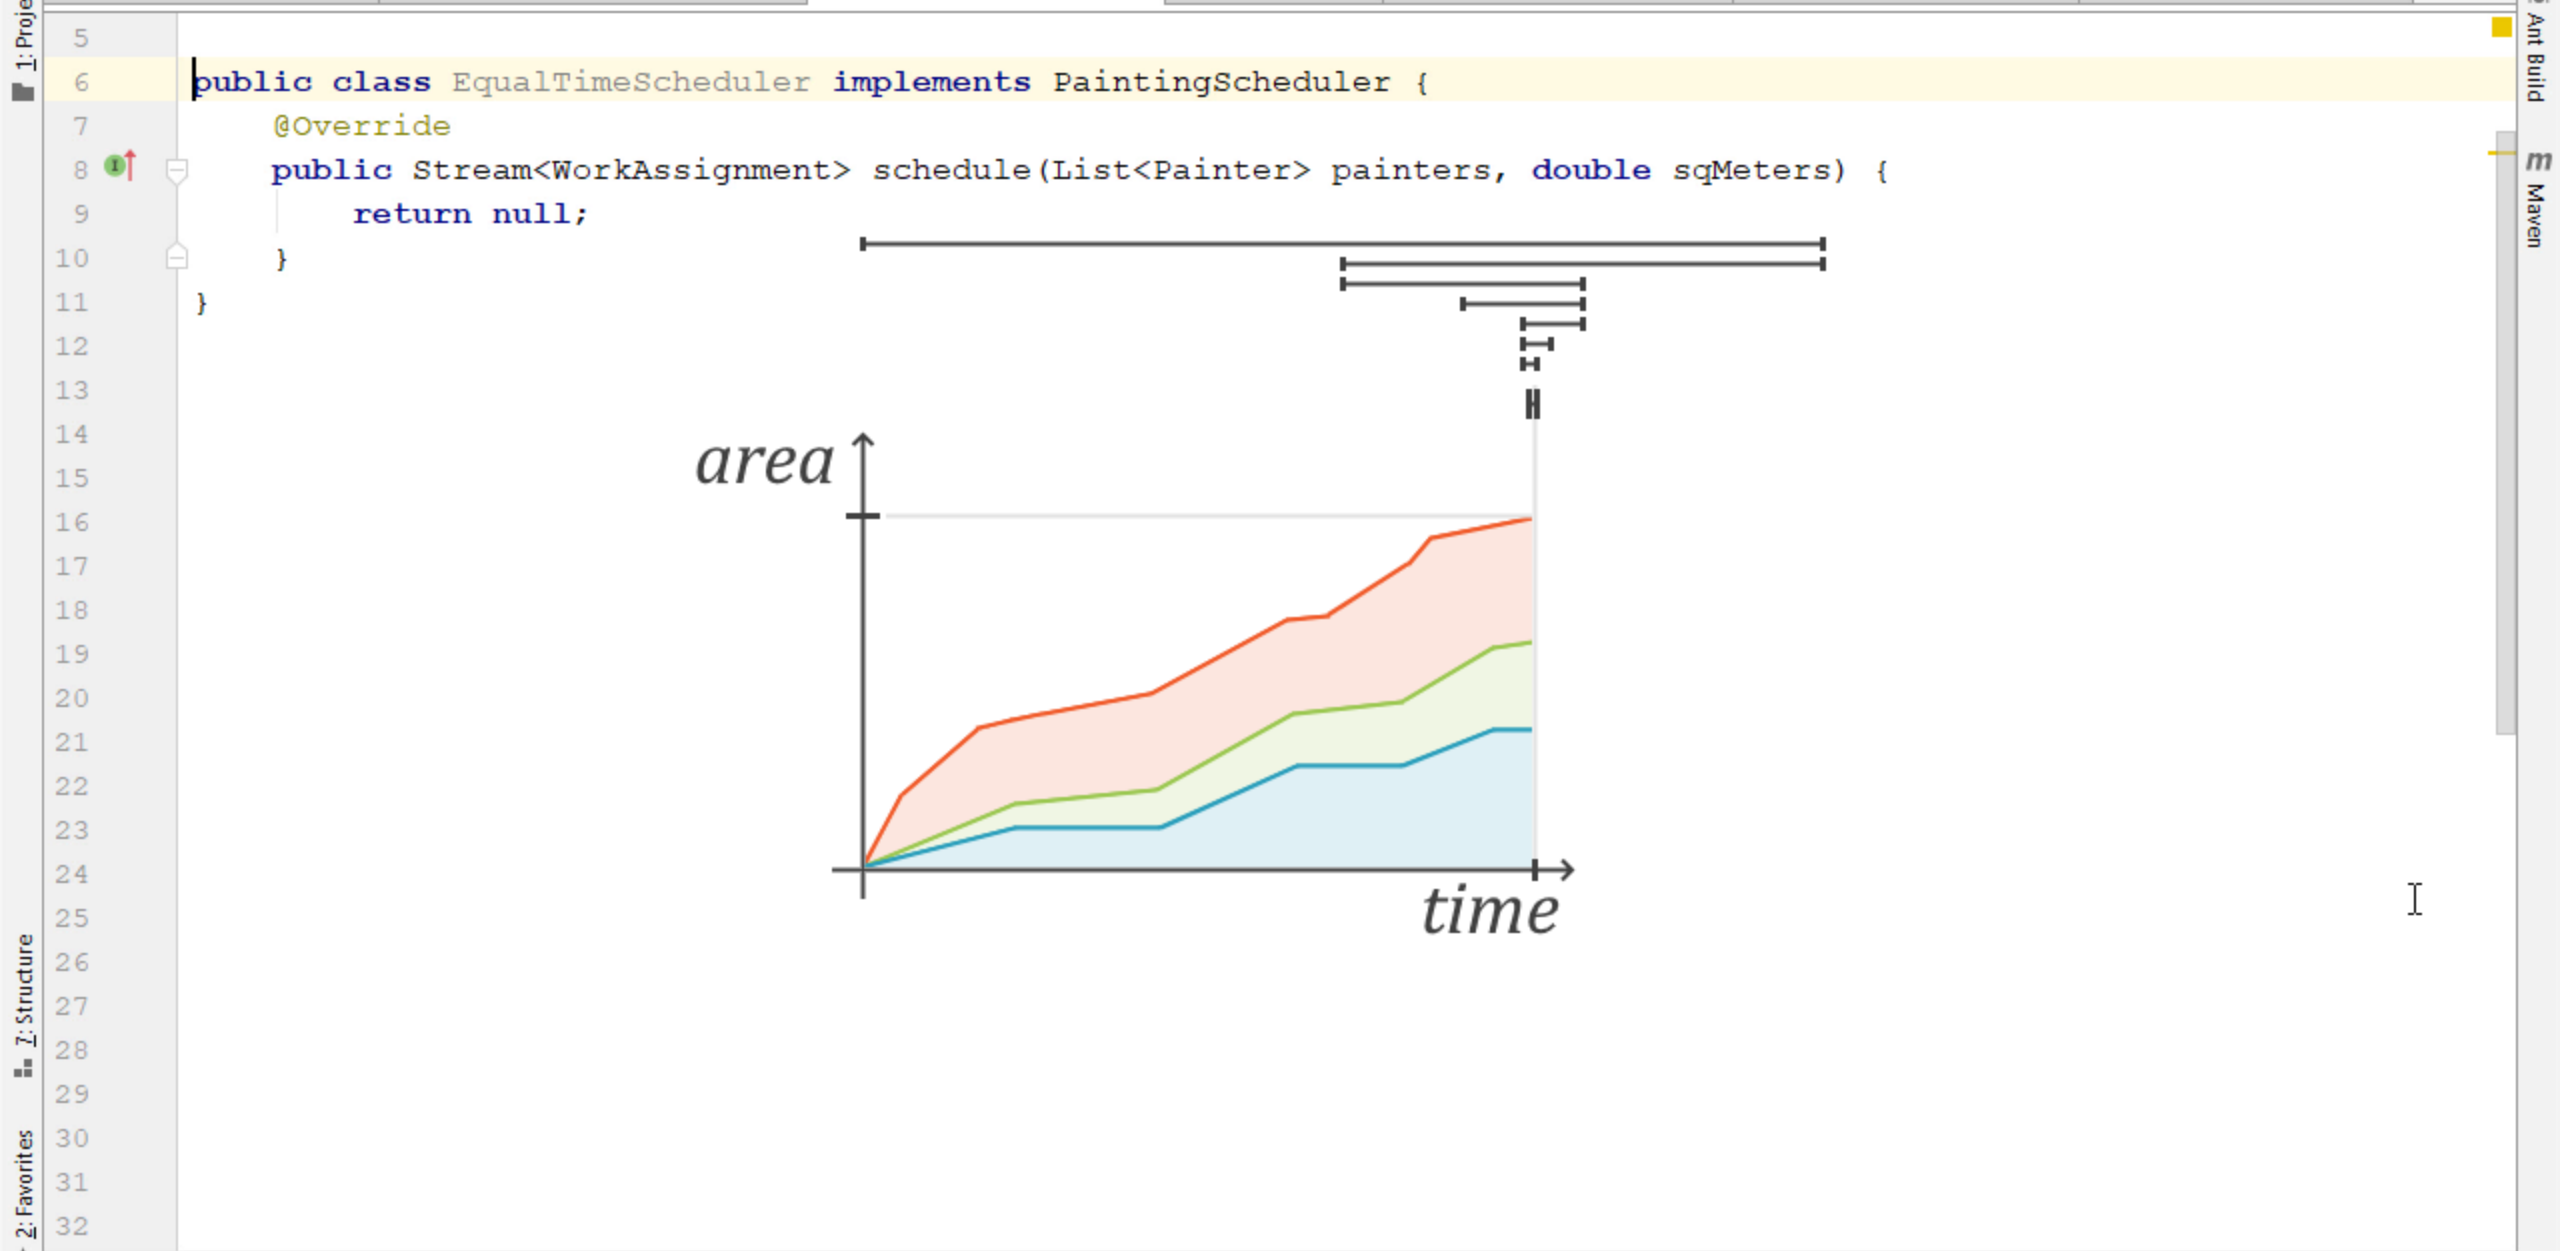 1: Proje
5
6 public class EqualTimeScheduler implements PaintingScheduler {
7 @Override
8 public Stream<WorkAssignment> schedule(List<Painter> painters, double sqMeters) {
9 return null;
10 }
11 }
12
13
14
15
16
17
18
19
20
21
22
23
24
25
26
27
28
29
30
31
32
area
time
7: Structure
2: Favorites
Ant Build
m Maven